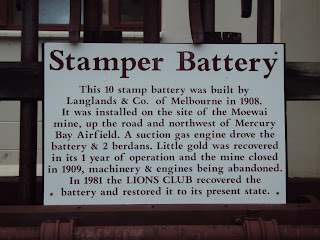 Stamper Battery
This 10 stamp battery was built by
Langlands & Co. of Melbourne in 1908.
It was installed on the site of the Moewai
mine, up the road and northwest of Mercury
Bay Airfield. A suction gas engine drove the
battery & 2 berdans. Little gold was recovered
in its 1 year of operation and the mine closed
in 1909, machinery & engines being abandoned.
In 1981 the LIONS CLUB recovered the
battery and restored it to its present state.